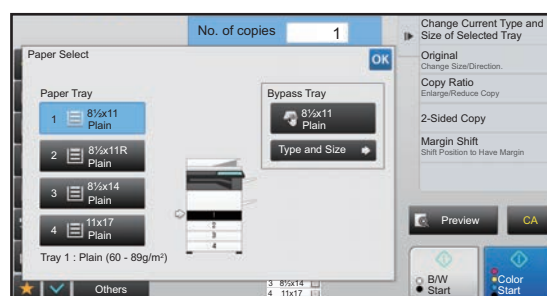 No. of copies 1
Paper Select
OK
Paper Tray
1 8½x11
Plain
2 8½x11R
Plain
3 8½x14
Plain
4 11x17
Plain
Tray 1 : Plain (60 - 89g/m²)
Bypass Tray
8½x11
Plain
Type and Size
1
2
3
4
Others
3 8½x14
4 11x17
Change Current Type and
Size of Selected Tray
Original
Change Size/Direction.
Copy Ratio
Enlarge/Reduce Copy
2-Sided Copy
Margin Shift
Shift Position to Have Margin
Preview
CA
B/W
Start
Color
Start